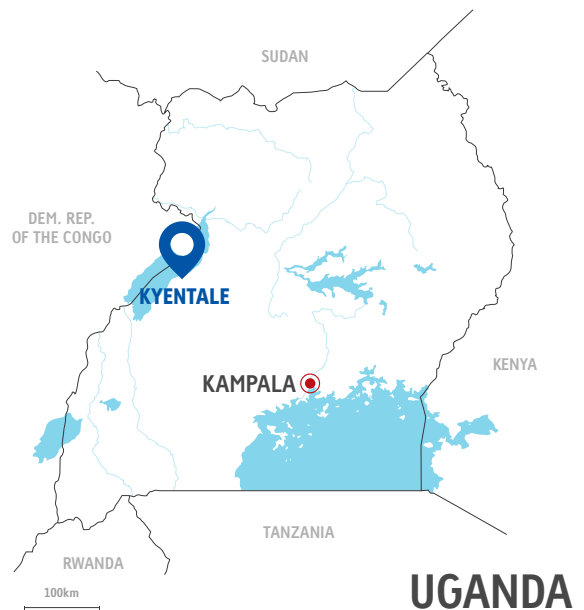 SUDAN
DEM. REP.
OF THE CONGO
KYENTALE
KENYA
KAMPALA
TANZANIA
RWANDA
100km
UGANDA